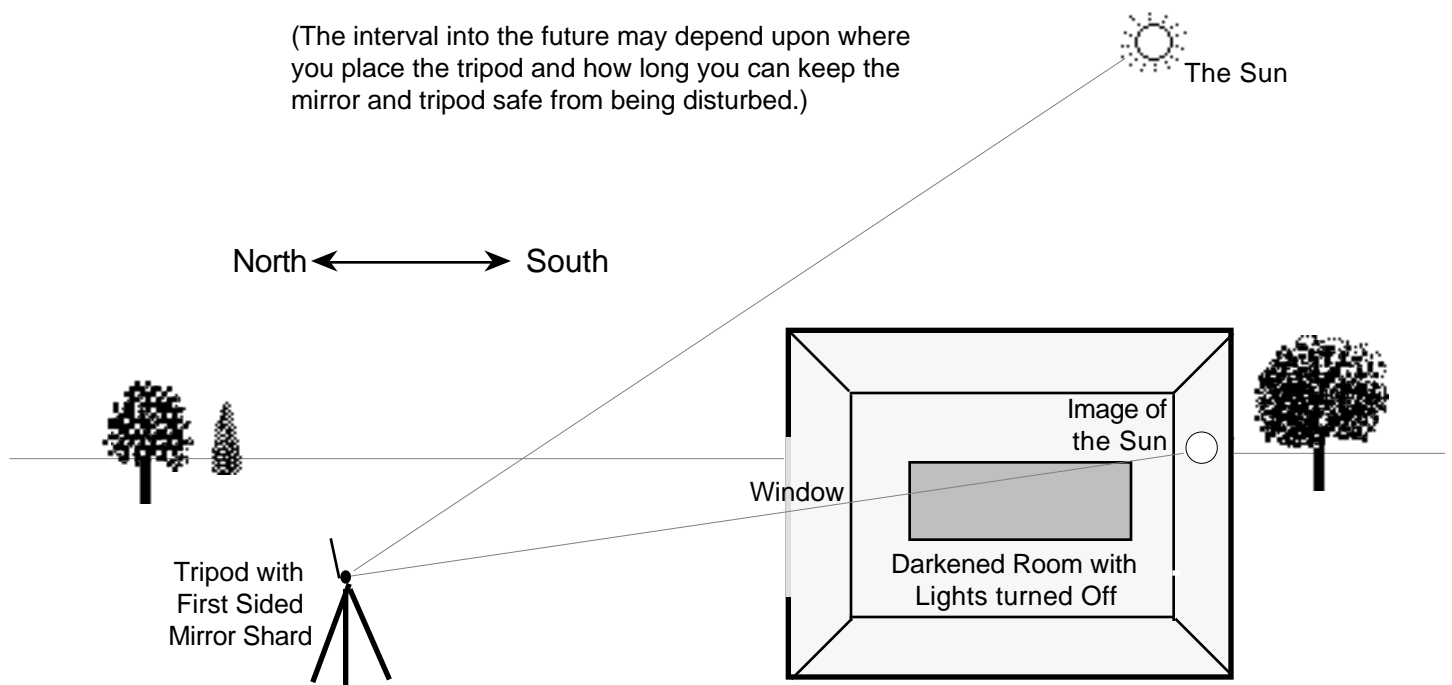 (The interval into the future may depend upon where
you place the tripod and how long you can keep the
mirror and tripod safe from being disturbed.)
The Sun
North
South
Image of
the Sun
Window
Darkened Room with
Lights turned Off
Tripod with
First Sided
Mirror Shard